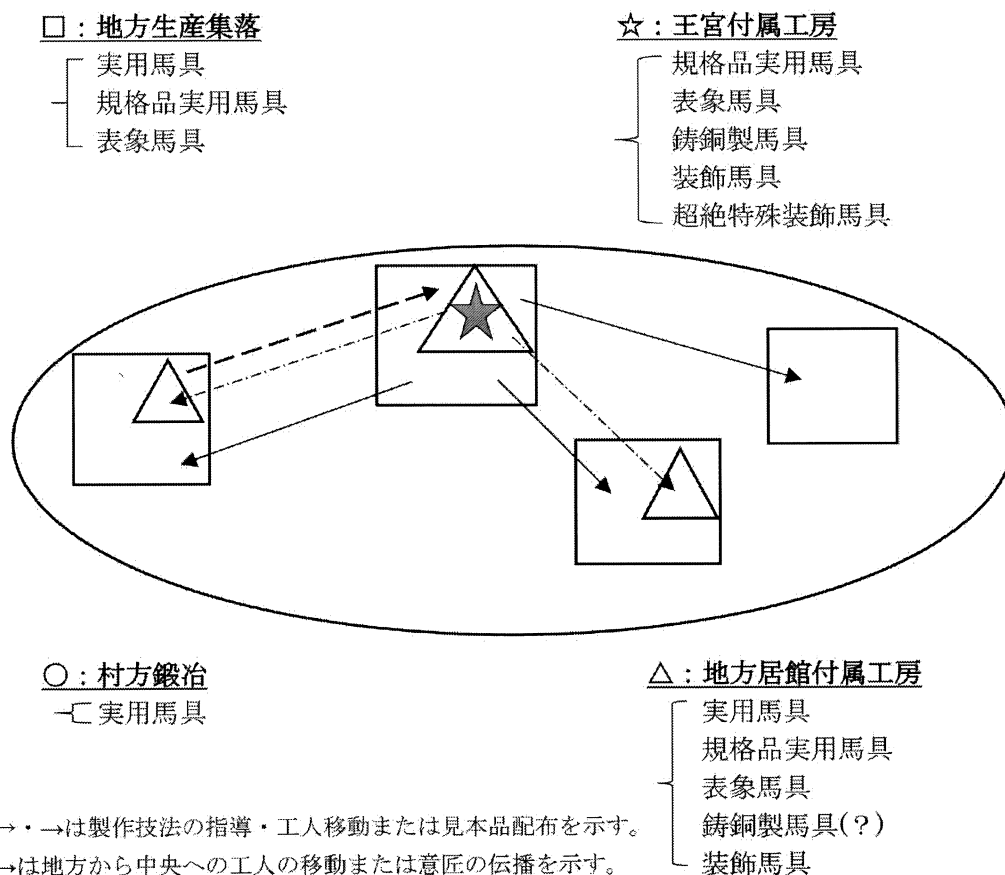 □：地方生産集落
実用馬具
規格品実用馬具
表象馬具
☆：王宮付属工房
規格品実用馬具
表象馬具
鋳銅製馬具
装飾馬具
超絶特殊装飾馬具
○：村方鍛冶
実用馬具
△：地方居館付属工房
実用馬具
規格品実用馬具
表象馬具
鋳銅製馬具(？)
装飾馬具
→・→は製作技法の指導・工人移動または見本品配布を示す。
→は地方から中央への工人の移動または意匠の伝播を示す。